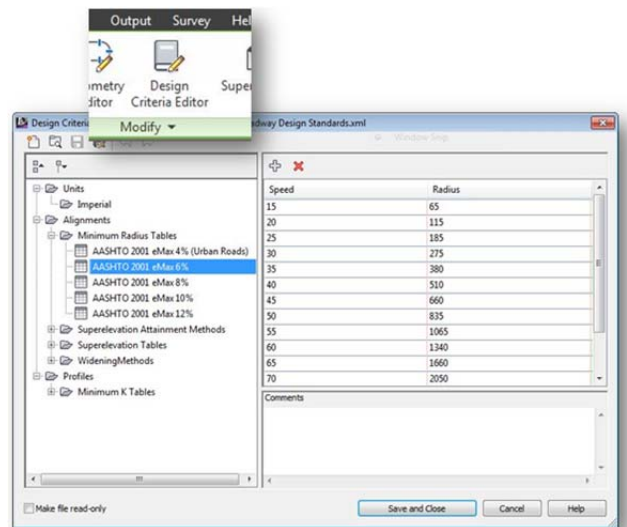 Output Survey Hel
ometry Design Supe
ditor Criteria Editor
Modify
Design Criteri
dway Design Standards.xml
Units
Imperial
Alignments
Minimum Radius Tables
AASHTO 2001 eMax 4% (Urban Roads)
AASHTO 2001 eMax 6%
AASHTO 2001 eMax 8%
AASHTO 2001 eMax 10%
AASHTO 2001 eMax 12%
Superelevation Attainment Methods
Superelevation Tables
WideningMethods
Profiles
Minimum K Tables
Speed Radius
15 65
20 115
25 185
30 275
35 380
40 510
45 660
50 835
55 1065
60 1340
65 1660
70 2050
Comments
Make file read-only
Save and Close Cancel Help